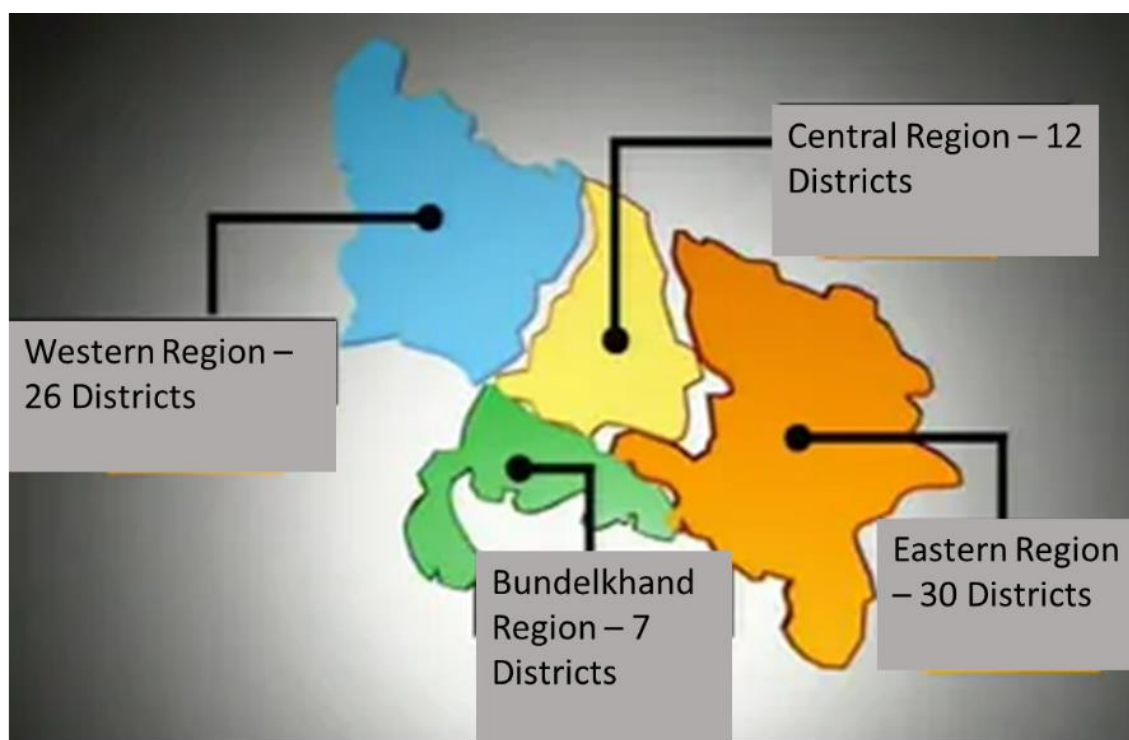 Central Region – 12
Districts
Western Region –
26 Districts
Eastern Region
– 30 Districts
Bundelkhand
Region – 7
Districts